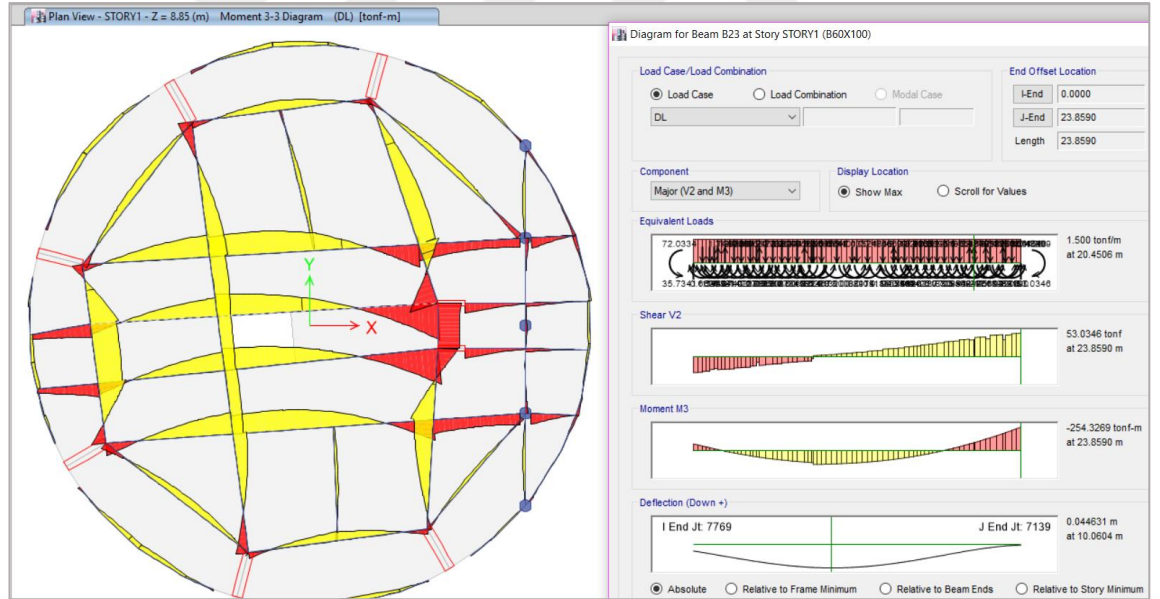 Plan View - STORY1 - Z = 8.85 (m) Moment 3-3 Diagram (DL) [tonf-m]
Y
X
Diagram for Beam B23 at Story STORY1 (B60X100)
Load Case/Load Combination
Load Case Load Combination Modal Case
DL
End Offset Location
I-End 0.0000
J-End 23.8590
Length 23.8590
Component
Major (V2 and M3)
Display Location
Show Max Scroll for Values
Equivalent Loads
72.0334
1.500 tonf/m
at 20.4506 m
Shear V2
53.0346 tonf
at 23.8590 m
Moment M3
-254.3269 tonf-m
at 23.8590 m
Deflection (Down +)
I End Jt: 7769 J End Jt: 7139
0.044631 m
at 10.0604 m
Absolute Relative to Frame Minimum Relative to Beam Ends Relative to Story Minimum